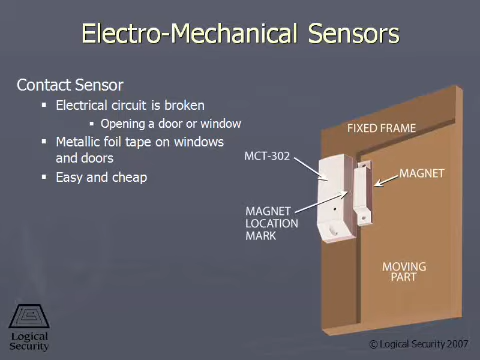 Electro-Mechanical Sensors
Contact Sensor
Electrical circuit is broken
Opening a door or window
Metallic foil tape on windows
and doors
Easy and cheap
FIXED FRAME
MCT-302
MAGNET
MAGNET
LOCATION
MARK
MOVING
PART
Logical
Security
© Logical Security 2007